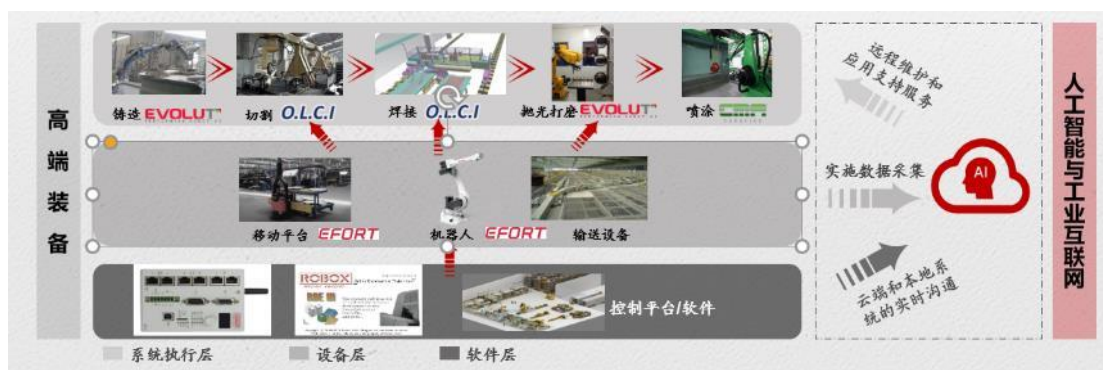 高端装备
铸造 EVOLUT
切割 O.L.C.I
焊接 O.L.C.I
抛光打磨 EVOLUT
喷涂
移动平台 EFORT
机器人 EFORT
输送设备
ROBOX
RDE III
控制平台/软件
系统执行层
设备层
软件层
远程维护和
应用支持服务
实施数据采集
AI
云端和本地系
统的实时沟通
人工智能与工业互联网